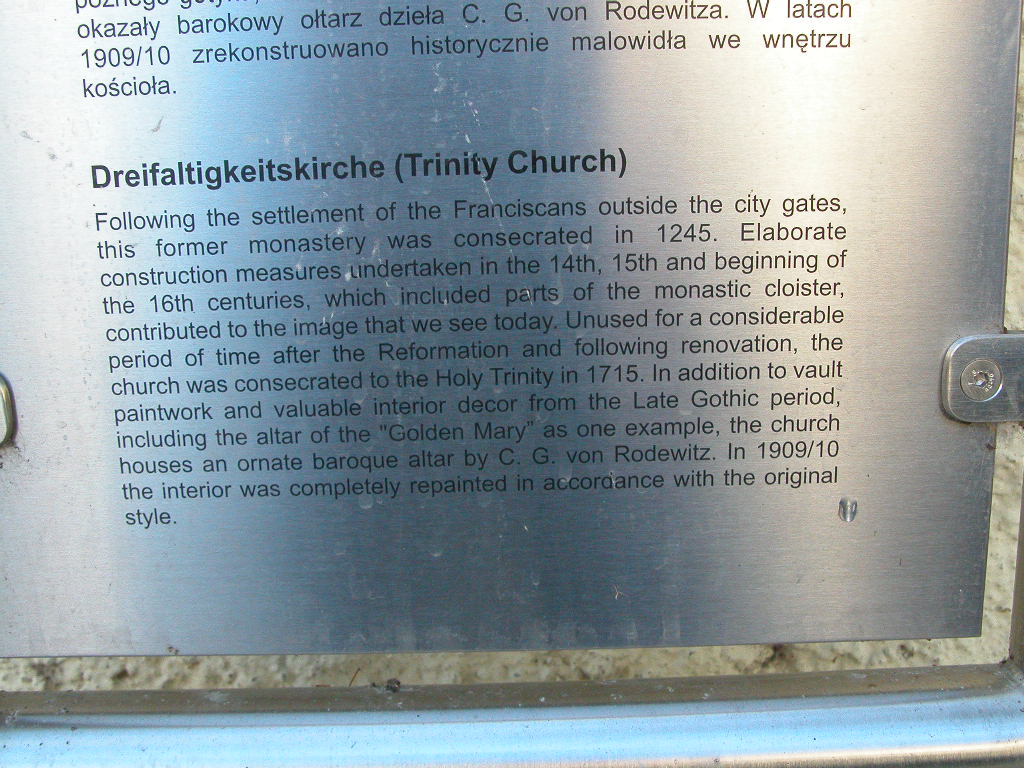 okazały barokowy ołtarz dzieła C. G. von Rodewitza. W latach
1909/10 zrekonstruowano historycznie malowidła we wnętrzu
kościoła.
Dreifaltigkeitskirche (Trinity Church)
Following the settlement of the Franciscans outside the city gates,
this former monastery was consecrated in 1245. Elaborate
construction measures undertaken in the 14th, 15th and beginning of
the 16th centuries, which included parts of the monastic cloister,
contributed to the image that we see today. Unused for a considerable
period of time after the Reformation and following renovation, the
church was consecrated to the Holy Trinity in 1715. In addition to vault
paintwork and valuable interior decor from the Late Gothic period,
including the altar of the "Golden Mary" as one example, the church
houses an ornate baroque altar by C. G. von Rodewitz. In 1909/10
the interior was completely repainted in accordance with the original
style.